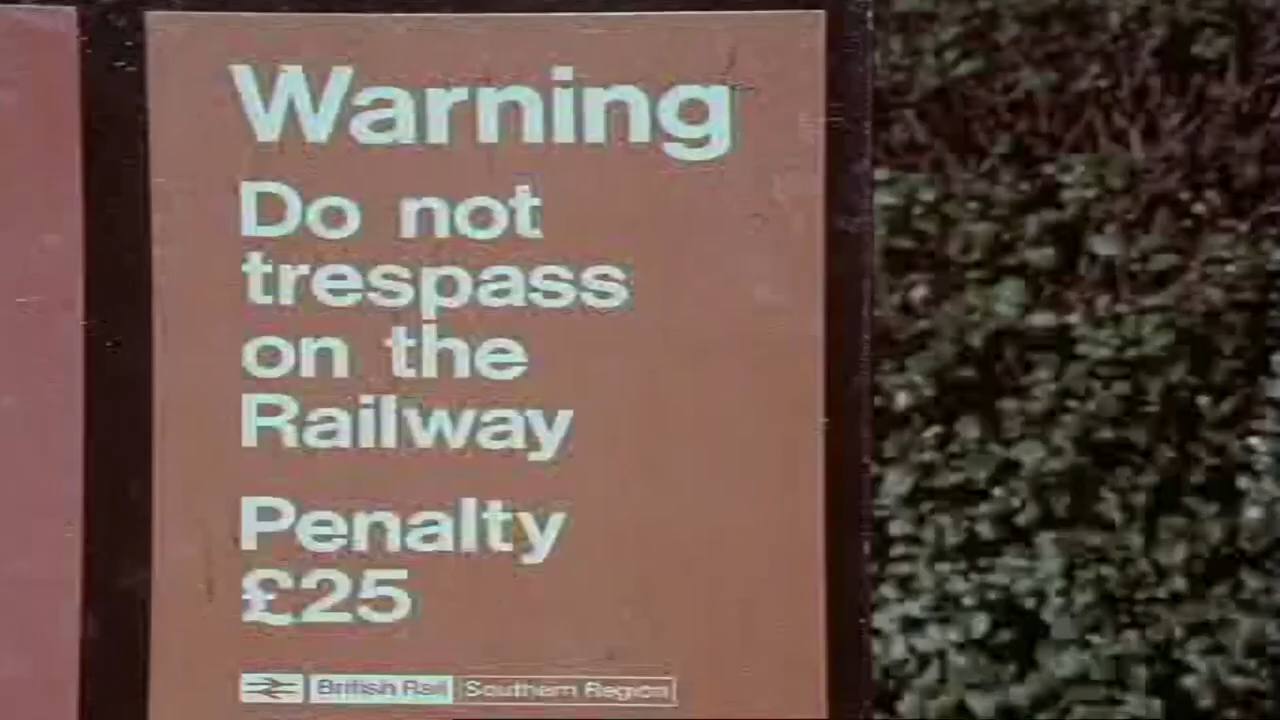 Warning
Do not
trespass
on the
Railway
Penalty
£25
British Rail Southern Region